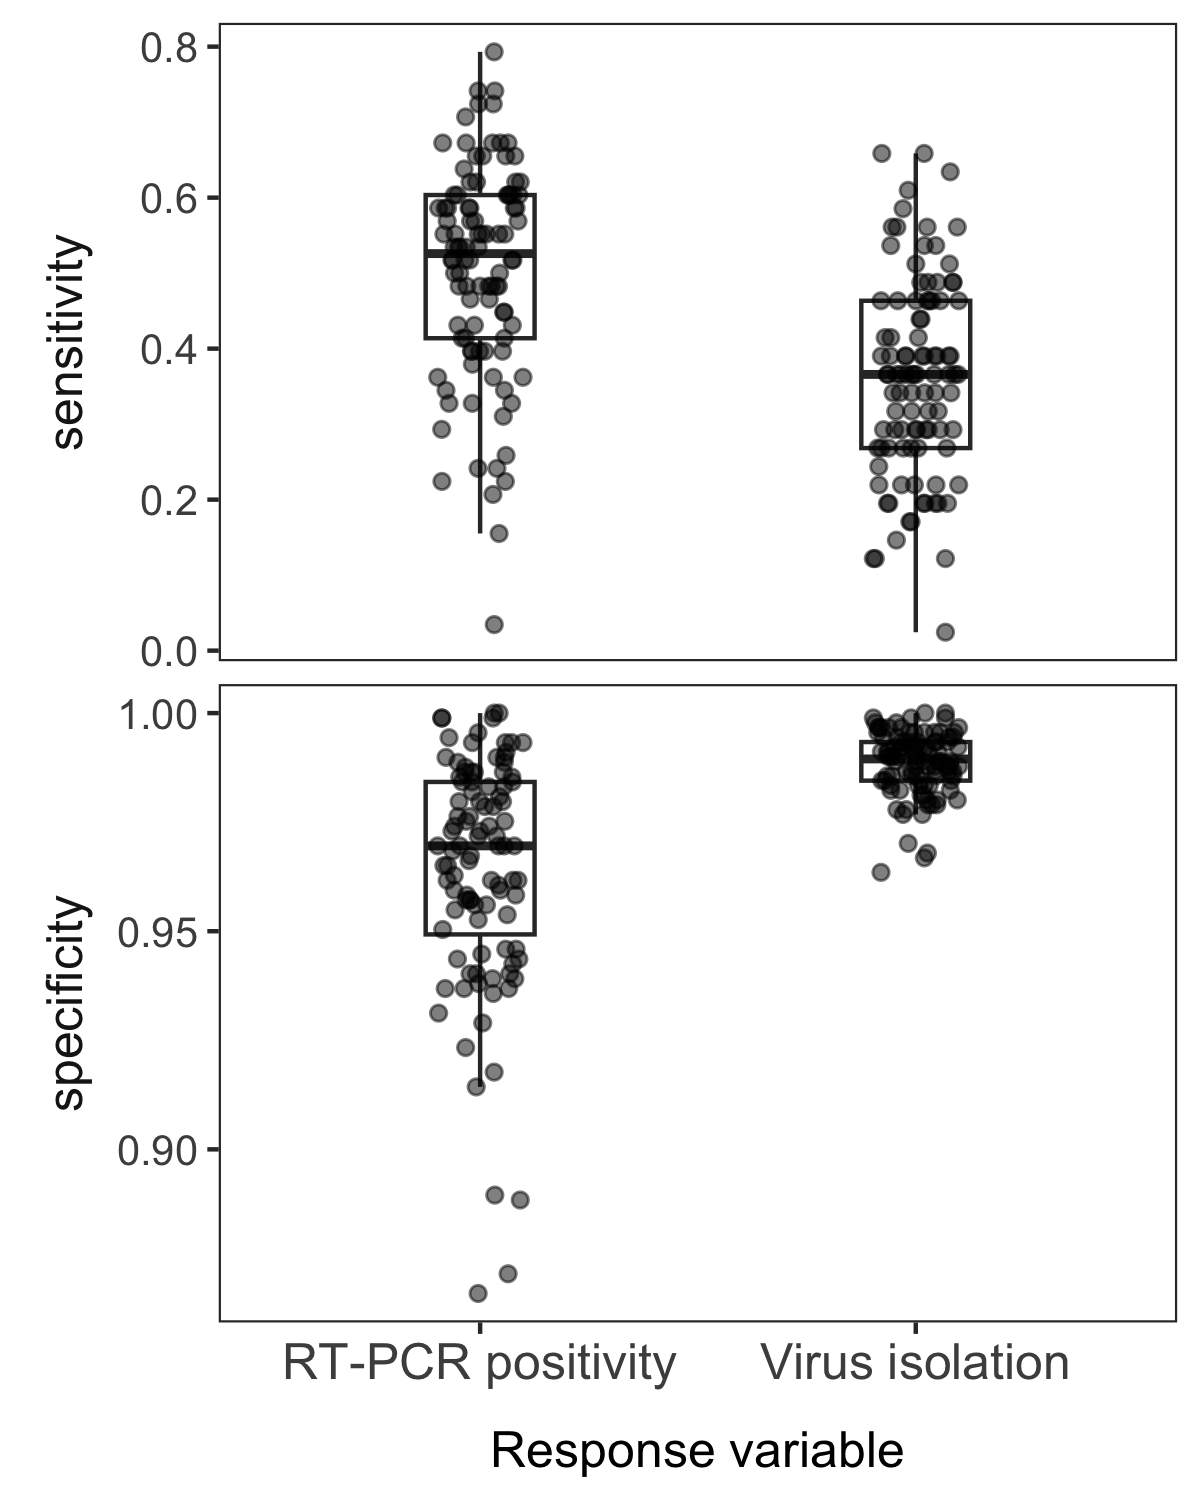 sensitivity
0.8
0.6
0.4
0.2
0.0
specificity
1.00
0.95
0.90
RT-PCR positivity
Virus isolation
Response variable